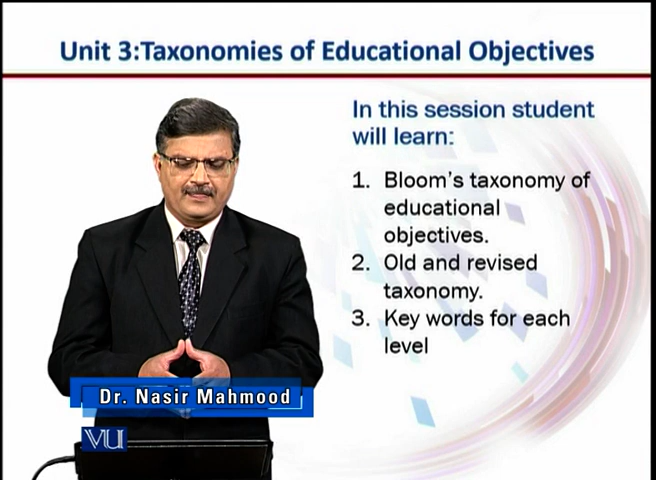 Unit 3:Taxonomies of Educational Objectives
In this session student
will learn:
1. Bloom's taxonomy of
educational
objectives.
2. Old and revised
taxonomy.
3. Key words for each
level
Dr. Nasir Mahmood
VU